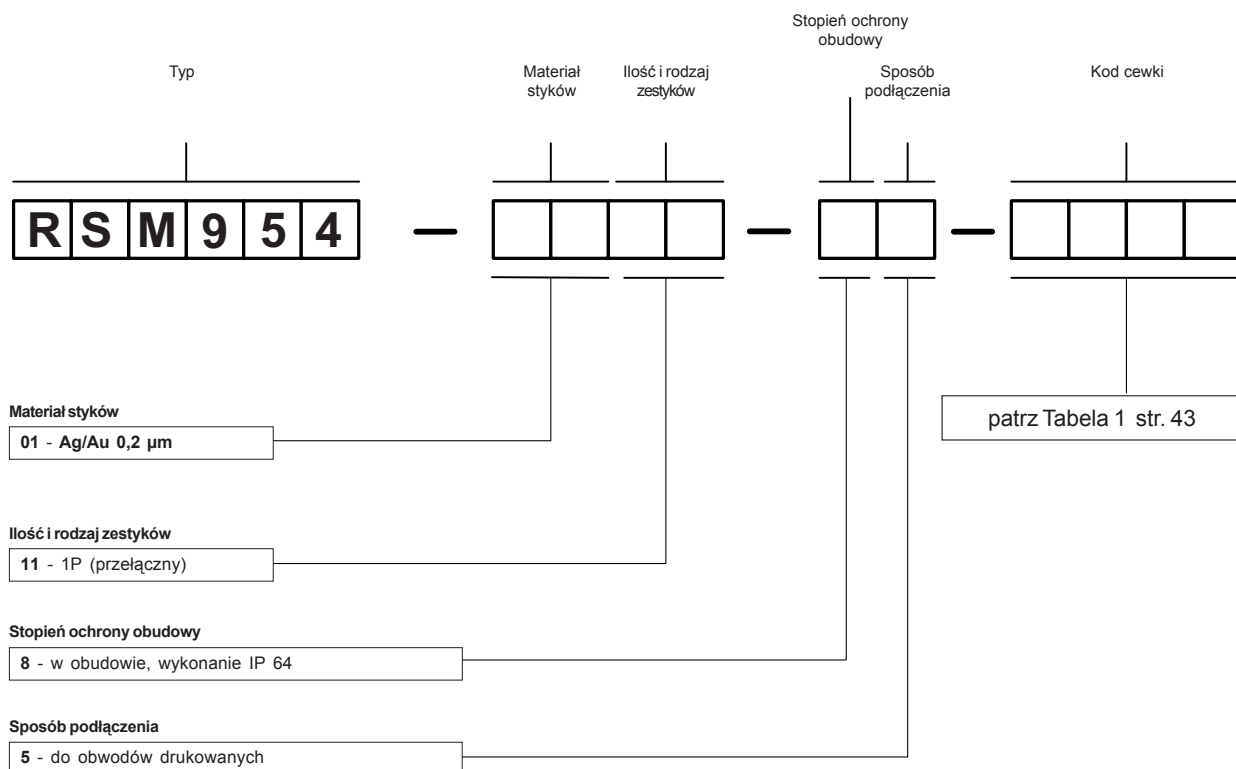 Stopień ochrony
obudowy
Typ
Materiał
styków
Ilość i rodzaj
zestyków
Sposób
podłączenia
Kod cewki
RSM954 — — —
Materiał styków
01 - Ag/Au 0,2 µm
patrz Tabela 1 str. 43
Ilość i rodzaj zestyków
11 - 1P (przełączny)
Stopień ochrony obudowy
8 - w obudowie, wykonanie IP 64
Sposób podłączenia
5 - do obwodów drukowanych